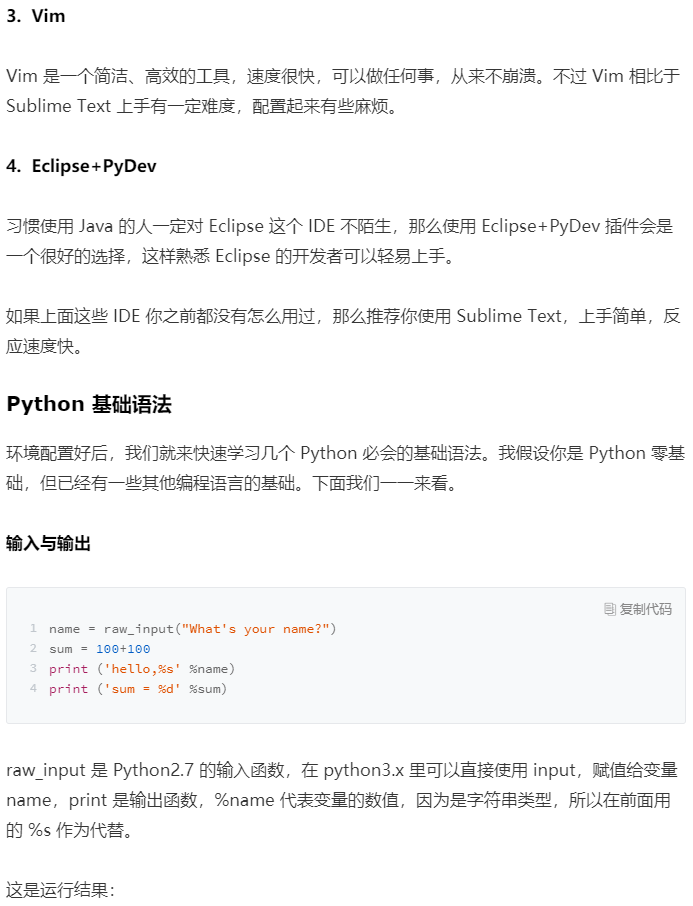 3. Vim
Vim 是一个简洁、高效的工具，速度很快，可以做任何事，从来不崩溃。不过 Vim 相比于
Sublime Text 上手有一定难度，配置起来有些麻烦。
4. Eclipse+PyDev
习惯使用 Java 的人一定对 Eclipse 这个 IDE 不陌生，那么使用 Eclipse+PyDev 插件会是
一个很好的选择，这样熟悉 Eclipse 的开发者可以轻易上手。
如果上面这些 IDE 你之前都没有怎么用过，那么推荐你使用 Sublime Text，上手简单，反
应速度快。
Python 基础语法
环境配置好后，我们就来快速学习几个 Python 必会的基础语法。我假设你是 Python 零基
础，但已经有一些其他编程语言的基础。下面我们一一来看。
输入与输出
复制代码
1 name = raw_input("What's your name?")
2 sum = 100+100
3 print ('hello,%s' %name)
4 print ('sum = %d' %sum)
raw_input 是 Python2.7 的输入函数，在 python3.x 里可以直接使用 input，赋值给变量
name，print 是输出函数，%name 代表变量的数值，因为是字符串类型，所以在前面用
的 %s 作为代替。
这是运行结果：